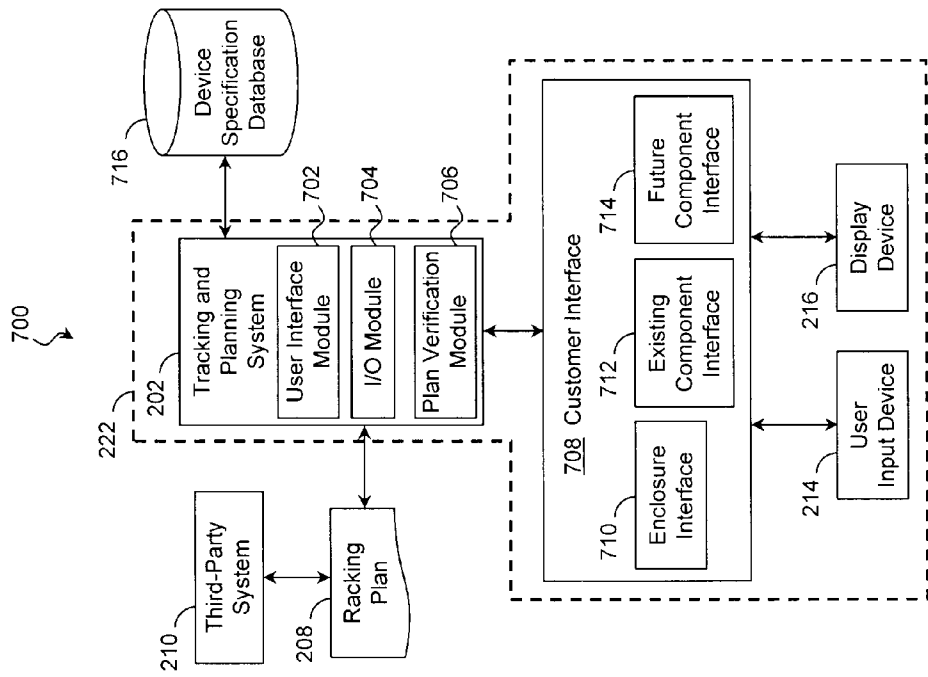 700
222
202
Tracking and
Planning
System
User Interface
Module
702
I/O Module
704
Plan Verification
Module
706
716
Device
Specification
Database
210
Third-Party
System
208
Racking
Plan
708 Customer Interface
710
Enclosure
Interface
712
Existing
Component
Interface
714
Future
Component
Interface
214
User
Input Device
216
Display
Device